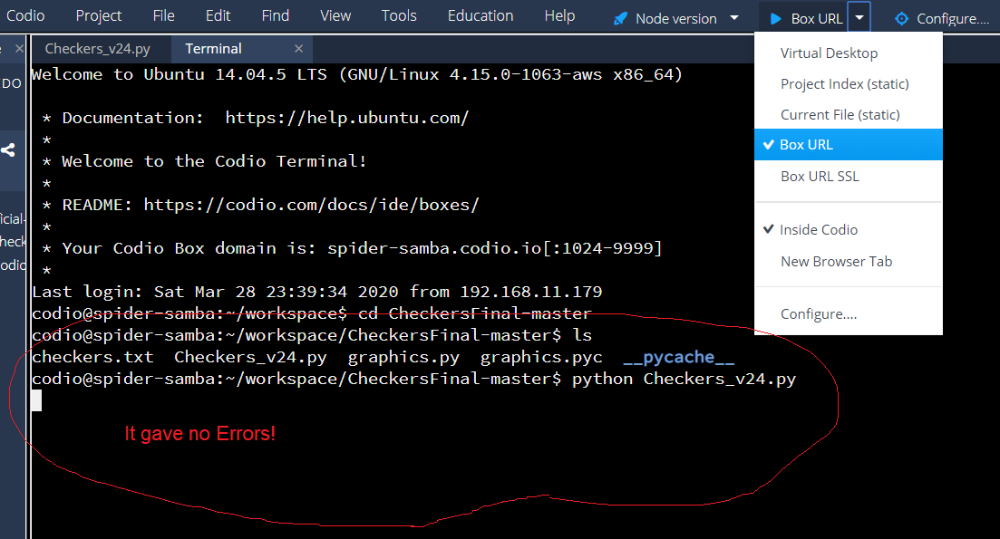 Codio Project File Edit Find View Tools Education Help Node version Box URL Configure....
e × Checkers_v24.py Terminal ×
DO
ficial-
heck
odio
Welcome to Ubuntu 14.04.5 LTS (GNU/Linux 4.15.0-1063-aws x86_64)
* Documentation: https://help.ubuntu.com/
*
* Welcome to the Codio Terminal!
*
* README: https://codio.com/docs/ide/boxes/
*
* Your Codio Box domain is: spider-samba.codio.io[:1024-9999]
*
Last login: Sat Mar 28 23:39:34 2020 from 192.168.11.179
codio@spider-samba:~/workspace$ cd CheckersFinal-master
codio@spider-samba:~/workspace/CheckersFinal-master$ ls
checkers.txt Checkers_v24.py graphics.py graphics.pyc __pycache__
codio@spider-samba:~/workspace/CheckersFinal-master$ python Checkers_v24.py
It gave no Errors!
Virtual Desktop
Project Index (static)
Current File (static)
Box URL
Box URL SSL
Inside Codio
New Browser Tab
Configure....